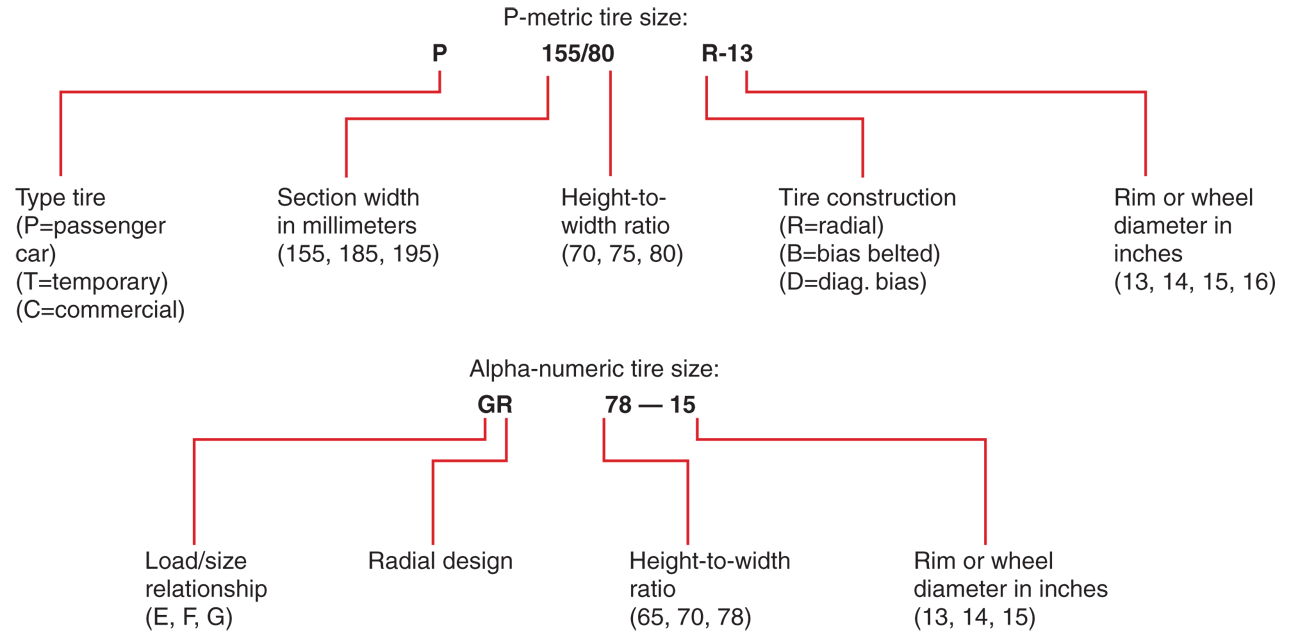 P-metric tire size:
P 155/80 R-13
Type tire
(P=passenger
car)
(T=temporary)
(C=commercial)
Section width
in millimeters
(155, 185, 195)
Height-to-
width ratio
(70, 75, 80)
Tire construction
(R=radial)
(B=bias belted)
(D=diag. bias)
Rim or wheel
diameter in
inches
(13, 14, 15, 16)
Alpha-numeric tire size:
GR 78 — 15
Load/size
relationship
(E, F, G)
Radial design
Height-to-width
ratio
(65, 70, 78)
Rim or wheel
diameter in inches
(13, 14, 15)